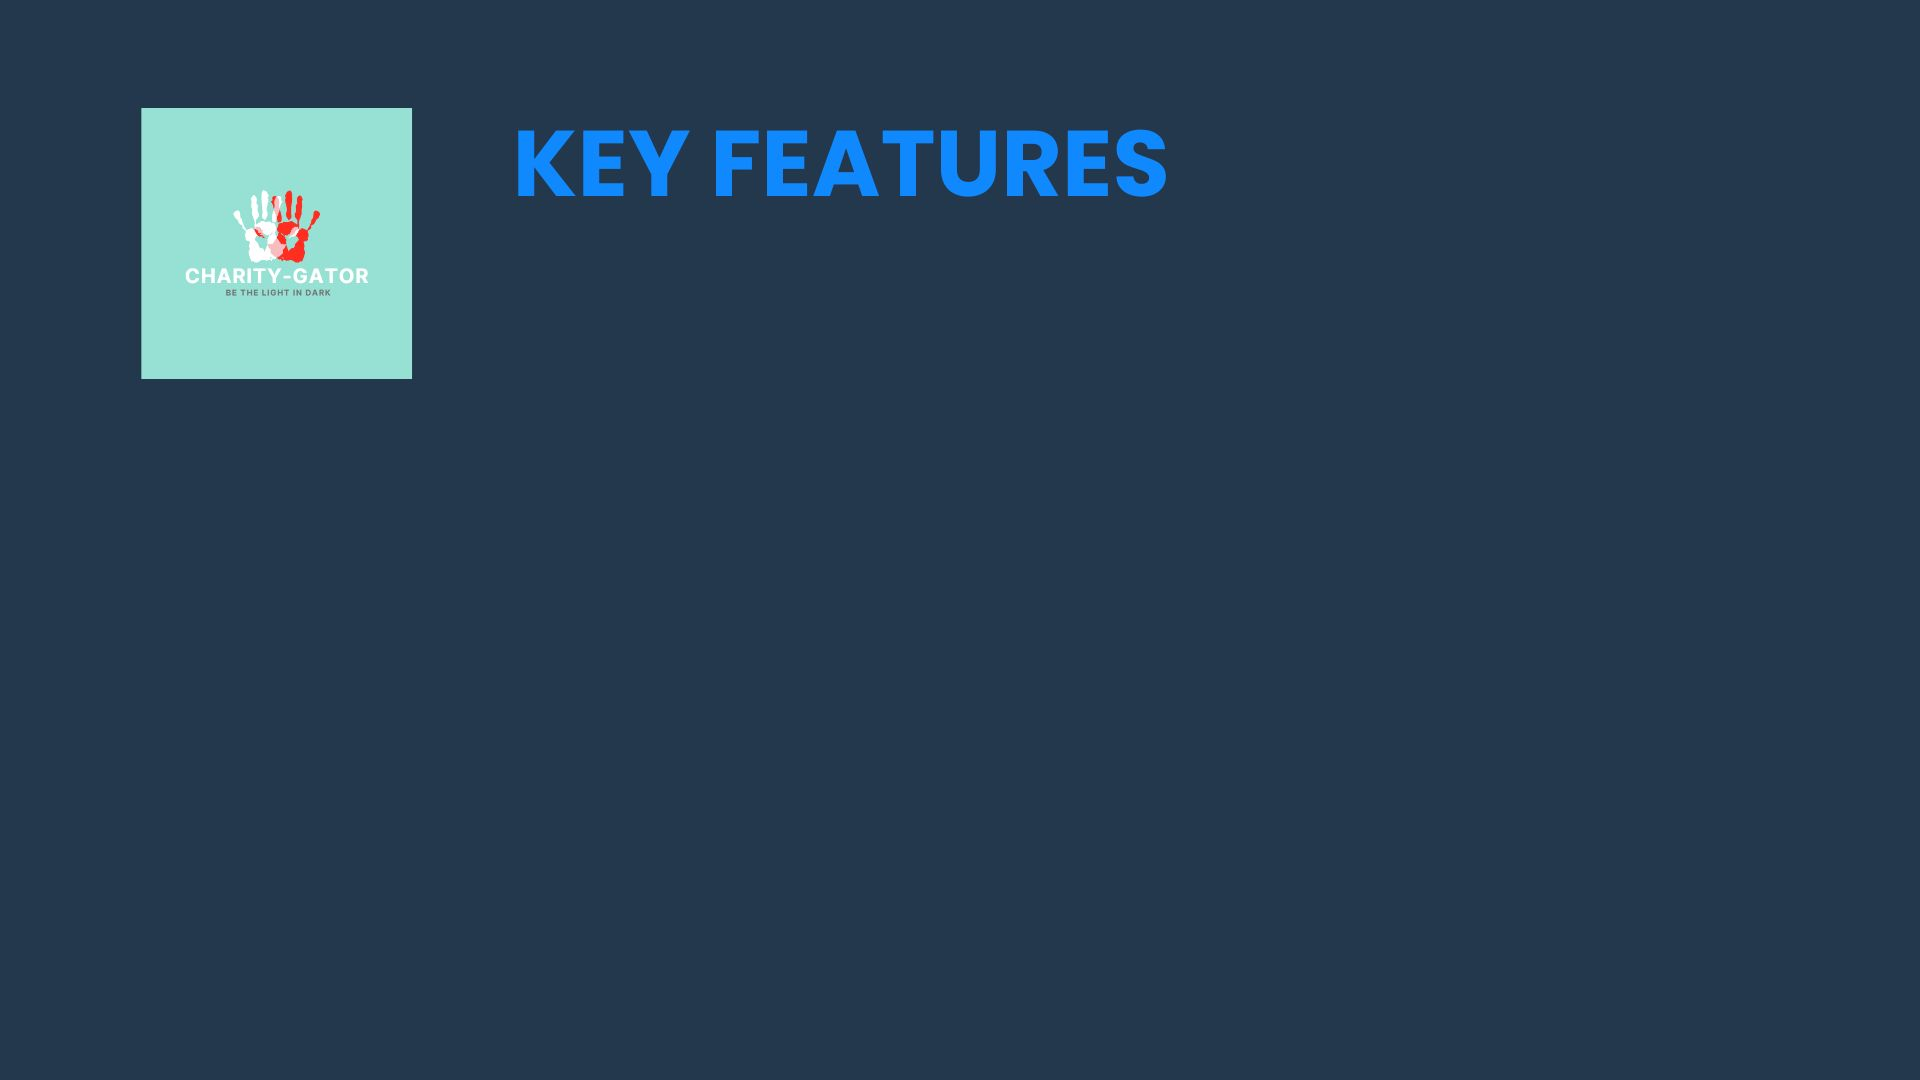 KEY FEATURES
CHARITY-GATOR
BE THE LIGHT IN DARK